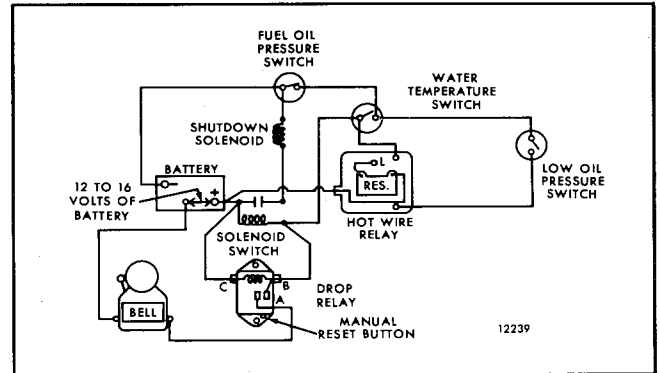 FUEL OIL
PRESSURE
SWITCH
WATER
TEMPERATURE
SWITCH
SHUTDOWN
SOLENOID
BATTERY
12 TO 16
VOLTS OF
BATTERY
L
RES.
LOW OIL
PRESSURE
SWITCH
HOT WIRE
RELAY
SOLENOID
SWITCH
C
B
A
DROP
RELAY
BELL
MANUAL
RESET BUTTON
12239